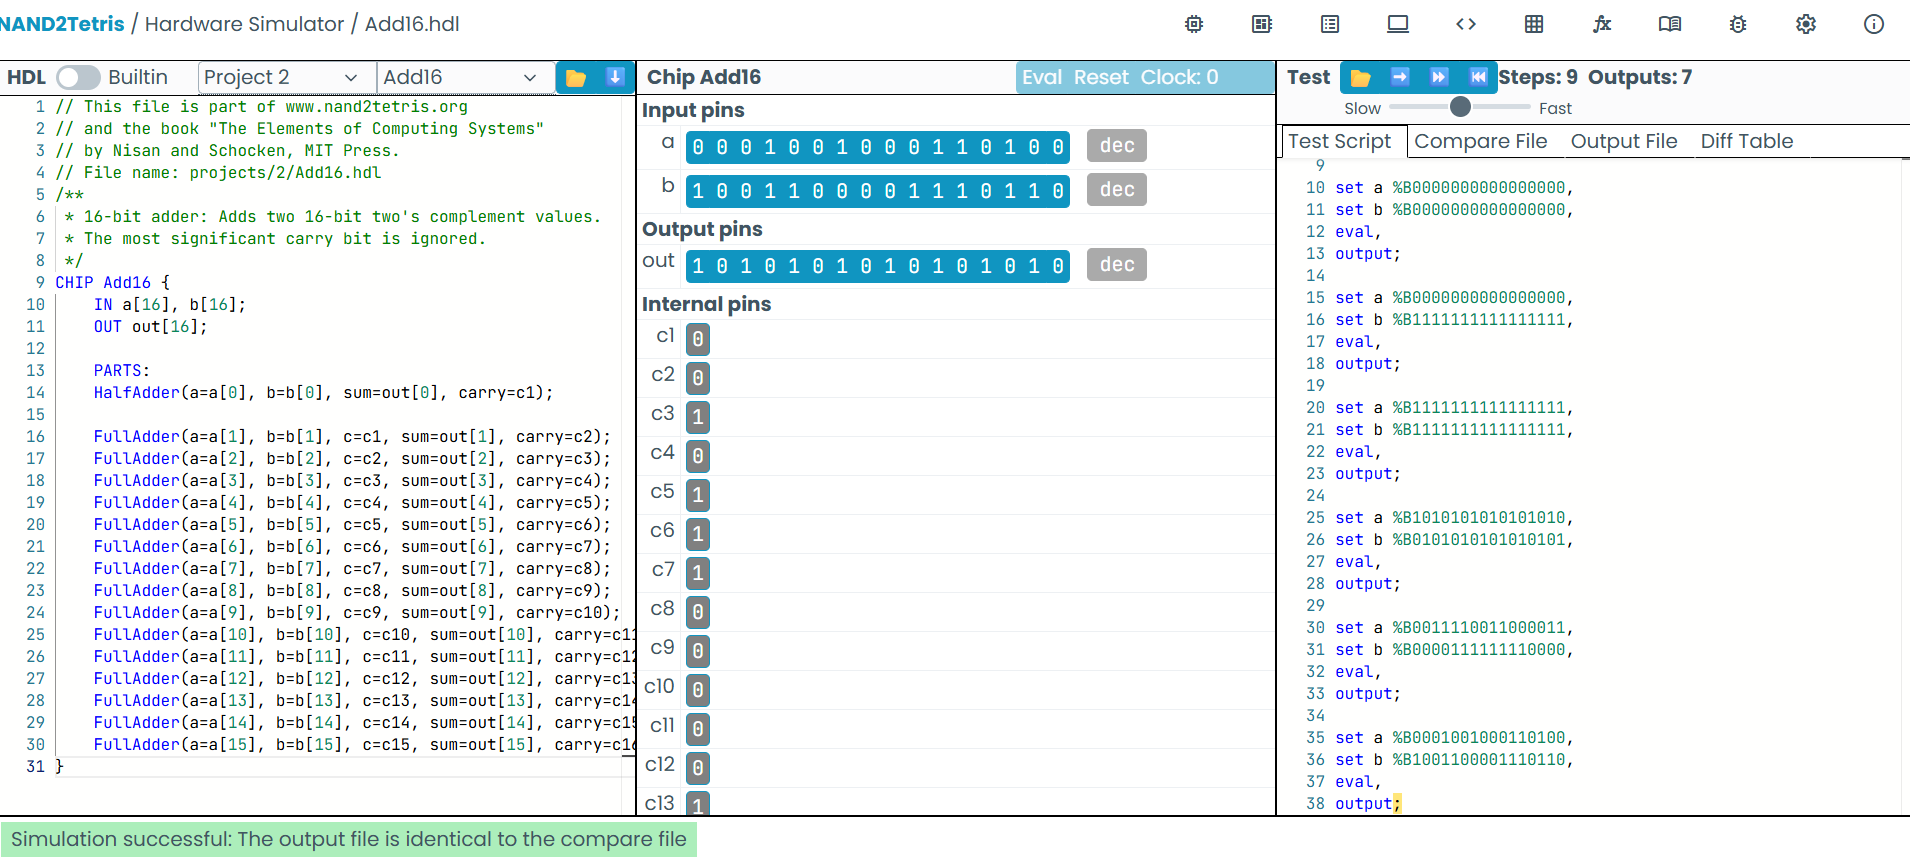 NAND2Tetris / Hardware Simulator / Add16.hdl
HDL Builtin Project 2 Add16
1 // This file is part of www.nand2tetris.org
2 // and the book "The Elements of Computing Systems"
3 // by Nisan and Schocken, MIT Press.
4 // File name: projects/2/Add16.hdl
5 /**
6 * 16-bit adder: Adds two 16-bit two's complement values.
7 * The most significant carry bit is ignored.
8 */
9 CHIP Add16 {
10 IN a[16], b[16];
11 OUT out[16];
12
13 PARTS:
14 HalfAdder(a=a[0], b=b[0], sum=out[0], carry=c1);
15
16 FullAdder(a=a[1], b=b[1], c=c1, sum=out[1], carry=c2);
17 FullAdder(a=a[2], b=b[2], c=c2, sum=out[2], carry=c3);
18 FullAdder(a=a[3], b=b[3], c=c3, sum=out[3], carry=c4);
19 FullAdder(a=a[4], b=b[4], c=c4, sum=out[4], carry=c5);
20 FullAdder(a=a[5], b=b[5], c=c5, sum=out[5], carry=c6);
21 FullAdder(a=a[6], b=b[6], c=c6, sum=out[6], carry=c7);
22 FullAdder(a=a[7], b=b[7], c=c7, sum=out[7], carry=c8);
23 FullAdder(a=a[8], b=b[8], c=c8, sum=out[8], carry=c9);
24 FullAdder(a=a[9], b=b[9], c=c9, sum=out[9], carry=c10);
25 FullAdder(a=a[10], b=b[10], c=c10, sum=out[10], carry=c11
26 FullAdder(a=a[11], b=b[11], c=c11, sum=out[11], carry=c12
27 FullAdder(a=a[12], b=b[12], c=c12, sum=out[12], carry=c13
28 FullAdder(a=a[13], b=b[13], c=c13, sum=out[13], carry=c14
29 FullAdder(a=a[14], b=b[14], c=c14, sum=out[14], carry=c15
30 FullAdder(a=a[15], b=b[15], c=c15, sum=out[15], carry=c16
31 }
Chip Add16 Eval Reset Clock: 0
Input pins
a 0 0 0 1 0 0 1 0 0 0 1 1 0 1 0 0 dec
b 1 0 0 1 1 0 0 0 0 1 1 1 0 1 1 0 dec
Output pins
out 1 0 1 0 1 0 1 0 1 0 1 0 1 0 1 0 dec
Internal pins
c1 0
c2 0
c3 1
c4 0
c5 1
c6 1
c7 1
c8 0
c9 0
c10 0
c11 0
c12 0
c13 1
Test Steps: 9 Outputs: 7
Slow Fast
Test Script Compare File Output File Diff Table
9
10 set a %B0000000000000000,
11 set b %B0000000000000000,
12 eval,
13 output;
14
15 set a %B0000000000000000,
16 set b %B1111111111111111,
17 eval,
18 output;
19
20 set a %B1111111111111111,
21 set b %B1111111111111111,
22 eval,
23 output;
24
25 set a %B1010101010101010,
26 set b %B0101010101010101,
27 eval,
28 output;
29
30 set a %B0011110011000011,
31 set b %B0000111111110000,
32 eval,
33 output;
34
35 set a %B0001001000110100,
36 set b %B1001100001110110,
37 eval,
38 output;
Simulation successful: The output file is identical to the compare file